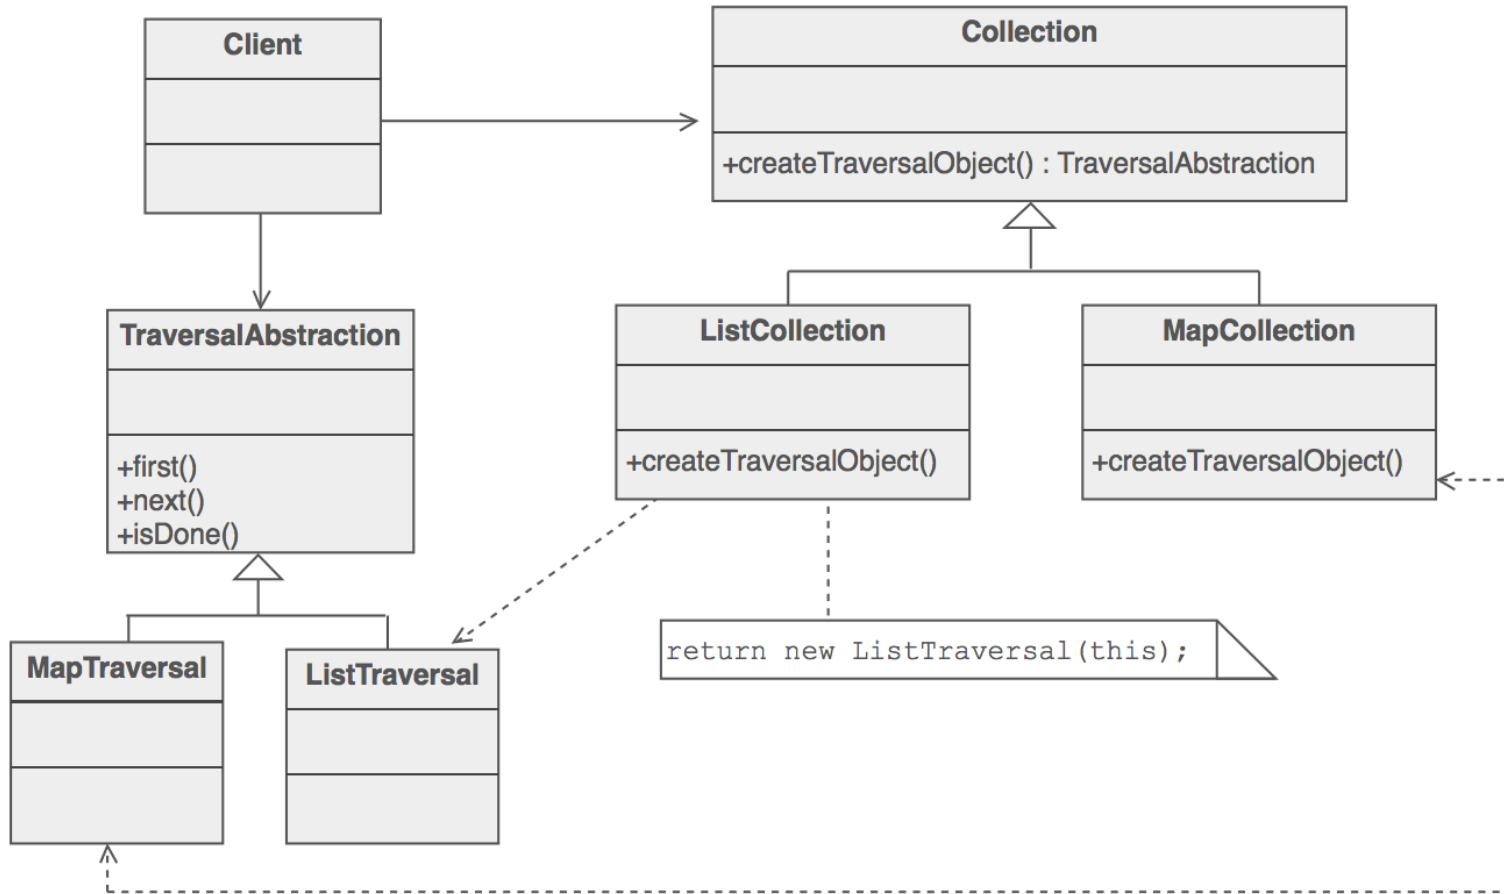 Client
Collection
+createTraversalObject() : TraversalAbstraction
TraversalAbstraction
+first()
+next()
+isDone()
ListCollection
+createTraversalObject()
MapCollection
+createTraversalObject()
return new ListTraversal(this);
MapTraversal
ListTraversal